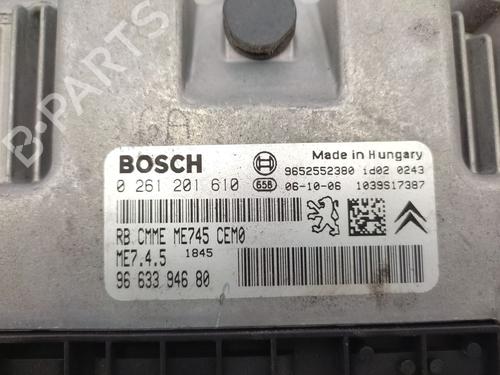 BOSCH
Made in Hungary
9652552380 1d02 0243
0 261 201 610
658
06-10-06
1039S17387
RB CMME ME745 CEM0
ME7.4.5
1845
96 633 946 80